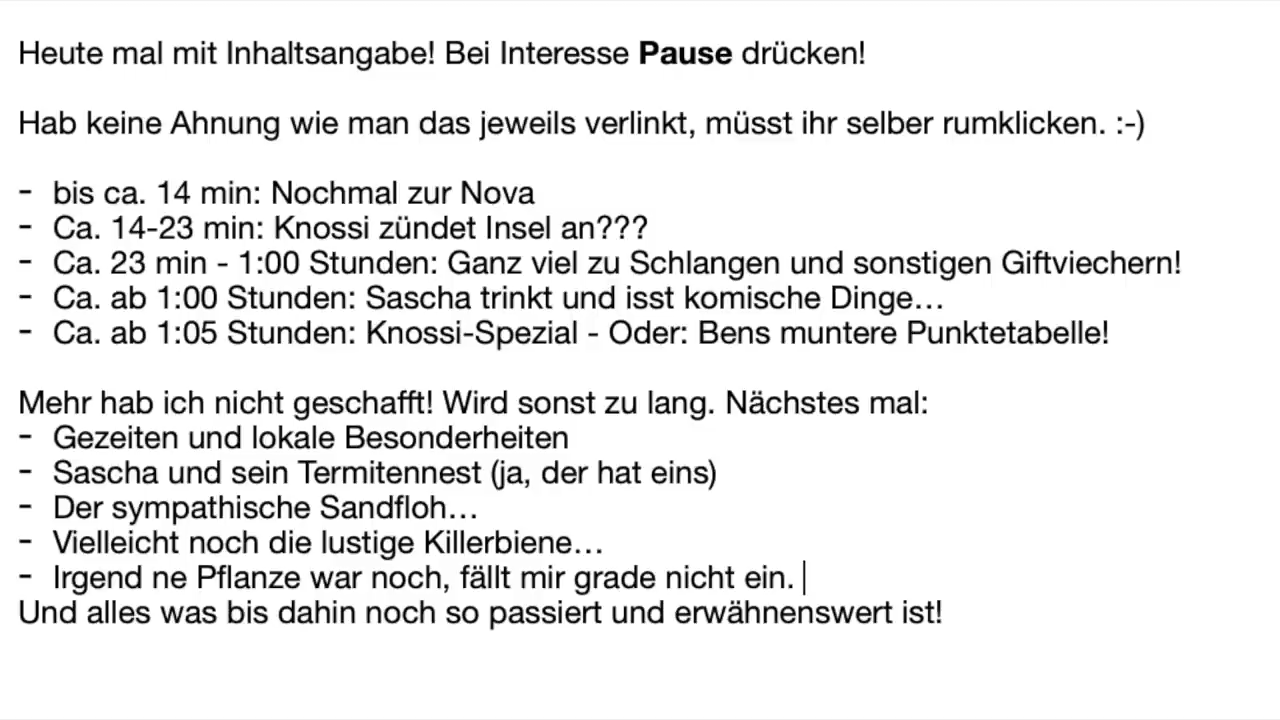 Heute mal mit Inhaltsangabe! Bei Interesse Pause drücken!
Hab keine Ahnung wie man das jeweils verlinkt, müsst ihr selber rumklicken. :-)
- bis ca. 14 min: Nochmal zur Nova
- Ca. 14-23 min: Knossi zündet Insel an???
- Ca. 23 min - 1:00 Stunden: Ganz viel zu Schlangen und sonstigen Giftviechern!
- Ca. ab 1:00 Stunden: Sascha trinkt und isst komische Dinge…
- Ca. ab 1:05 Stunden: Knossi-Spezial - Oder: Bens muntere Punktetabelle!
Mehr hab ich nicht geschafft! Wird sonst zu lang. Nächstes mal:
- Gezeiten und lokale Besonderheiten
- Sascha und sein Termitennest (ja, der hat eins)
- Der sympathische Sandfloh…
- Vielleicht noch die lustige Killerbiene…
- Irgend ne Pflanze war noch, fällt mir grade nicht ein.
Und alles was bis dahin noch so passiert und erwähnenswert ist!